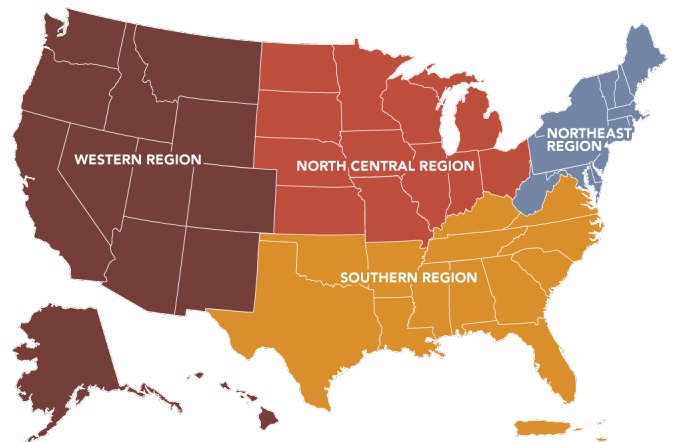 NORTHEAST
REGION
WESTERN REGION
NORTH CENTRAL REGION
SOUTHERN REGION